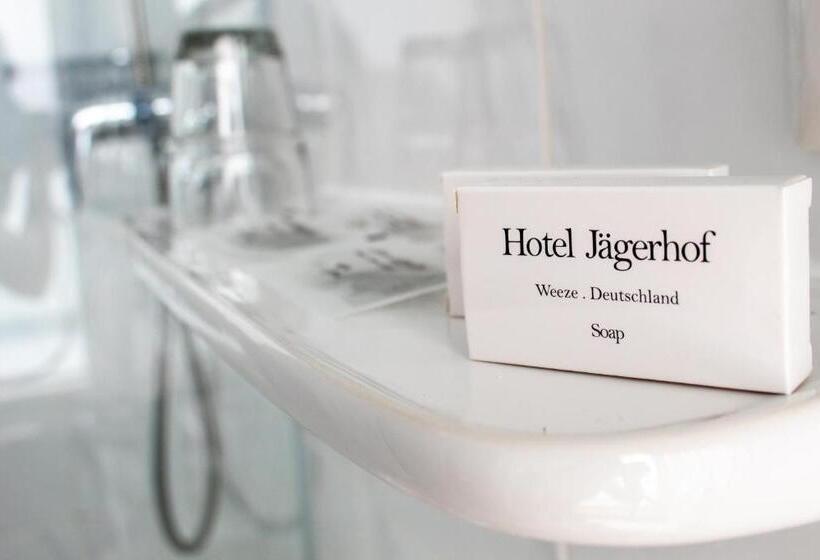 Hotel Jägerhof
Weeze . Deutschland
Soap